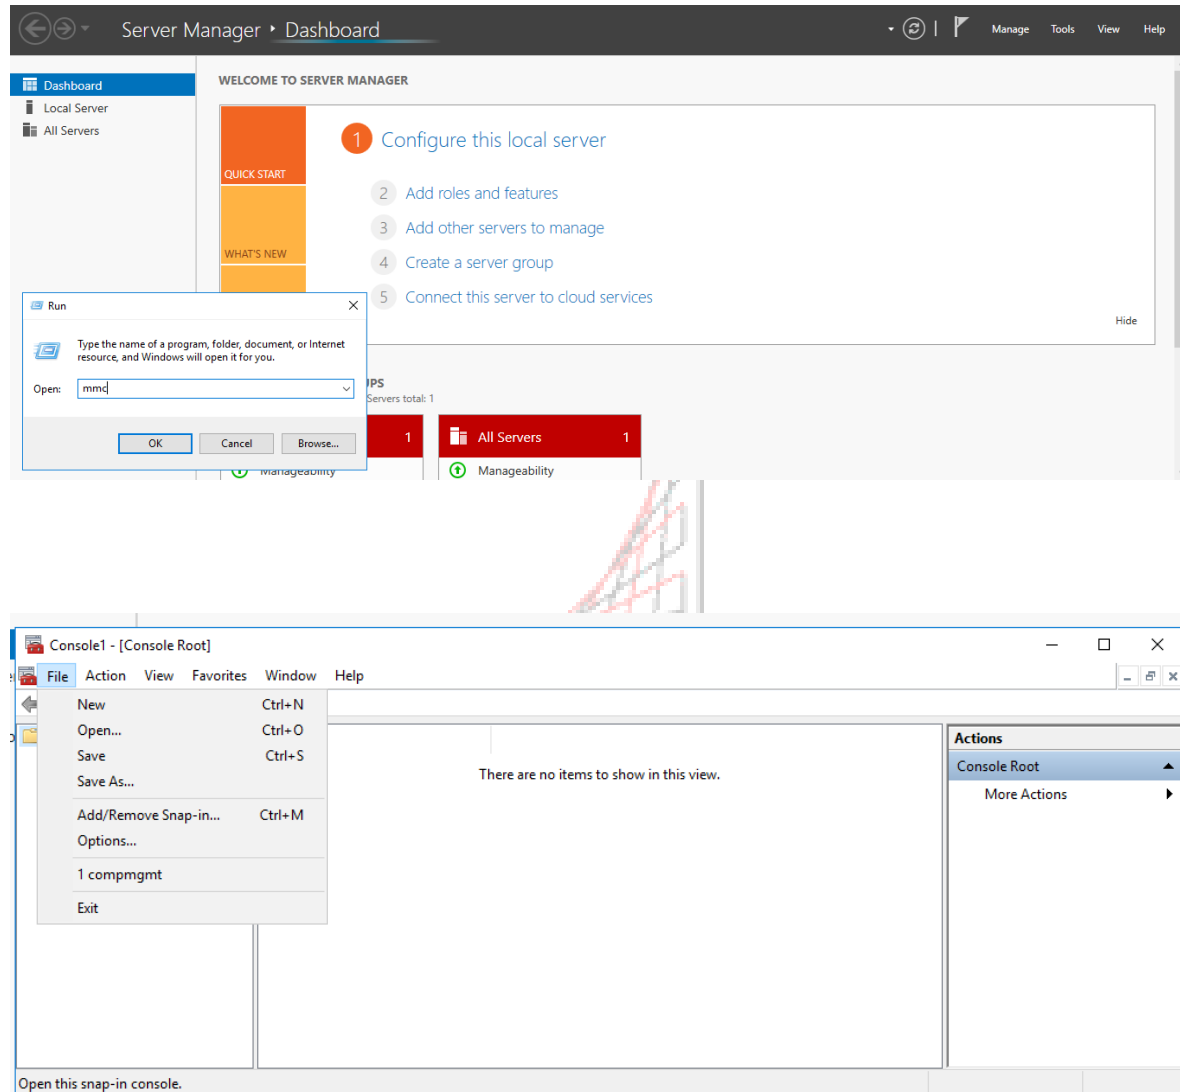 Server Manager ‣ Dashboard
Manage Tools View Help
Dashboard
Local Server
All Servers
WELCOME TO SERVER MANAGER
QUICK START
WHAT'S NEW
1 Configure this local server
2 Add roles and features
3 Add other servers to manage
4 Create a server group
5 Connect this server to cloud services
Hide
Run
Type the name of a program, folder, document, or Internet
resource, and Windows will open it for you.
Open: mmc
OK Cancel Browse...
Servers total: 1
1
Manageability
All Servers 1
Manageability
Console1 - [Console Root]
File Action View Favorites Window Help
New Ctrl+N
Open... Ctrl+O
Save Ctrl+S
Save As...
Add/Remove Snap-in... Ctrl+M
Options...
1 compmgmt
Exit
There are no items to show in this view.
Actions
Console Root
More Actions
Open this snap-in console.